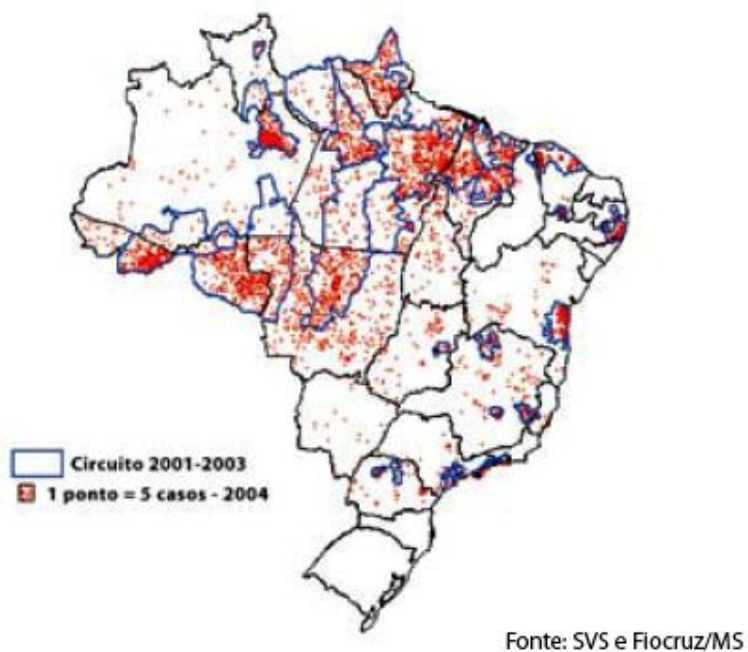 Circuito 2001-2003
1 ponto = 5 casos - 2004
Fonte: SVS e Fiocruz/MS